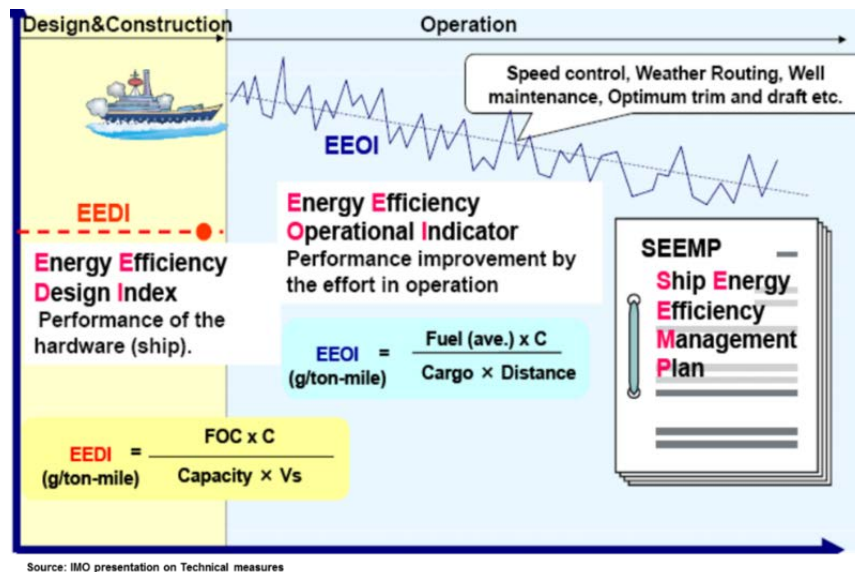 Design&Construction
Operation
Speed control, Weather Routing, Well
maintenance, Optimum trim and draft etc.
EEOI
EEDI
Energy Efficiency
Design Index
Performance of the
hardware (ship).
Energy Efficiency
Operational Indicator
Performance improvement by
the effort in operation
SEEMP
Ship Energy
Efficiency
Management
Plan
EEOI = Fuel (ave.) x C
(g/ton-mile) Cargo × Distance
EEDI = FOC x C
(g/ton-mile) Capacity × Vs
Source: IMO presentation on Technical measures